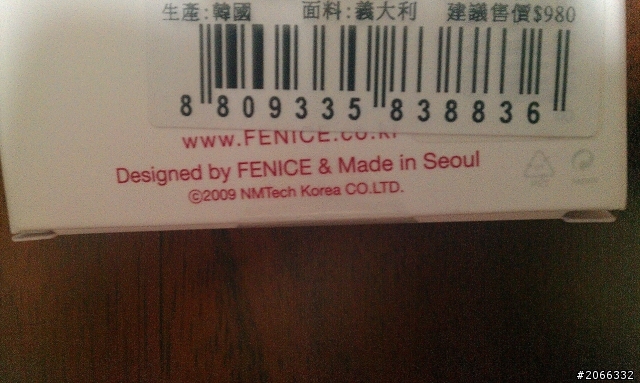 生產:韓國 面料:義大利 建議售價$980
8 809335 838836
www.FENICE.co.kr
Designed by FENICE & Made in Seoul
©2009 NMTech Korea CO.LTD.
#2066332